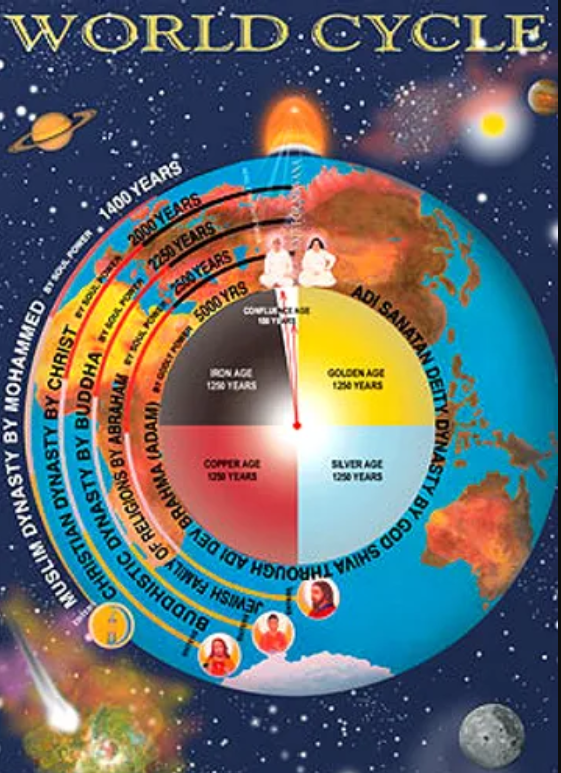 WORLD CYCLE
1400 YEARS
BY SOUL POWER
MUSLIM DYNASTY BY MOHAMMED
2000 YEARS
BY SOUL POWER
CHRISTIAN DYNASTY BY CHRIST
2250 YEARS
BY SOUL POWER
BUDDHISTIC DYNASTY BY BUDDHA
2500 YEARS
BY SOUL POWER
JEWISH FAMILY OF RELIGIONS BY ABRAHAM
5000 YRS
BY GODLY POWER
ADI SANATAN DEITY DYNASTY BY GOD SHIVA THROUGH ADI DEV BRAHMA (ADAM)
CONFLUENCE AGE
100 YEARS
IRON AGE
1250 YEARS
GOLDEN AGE
1250 YEARS
COPPER AGE
1250 YEARS
SILVER AGE
1250 YEARS